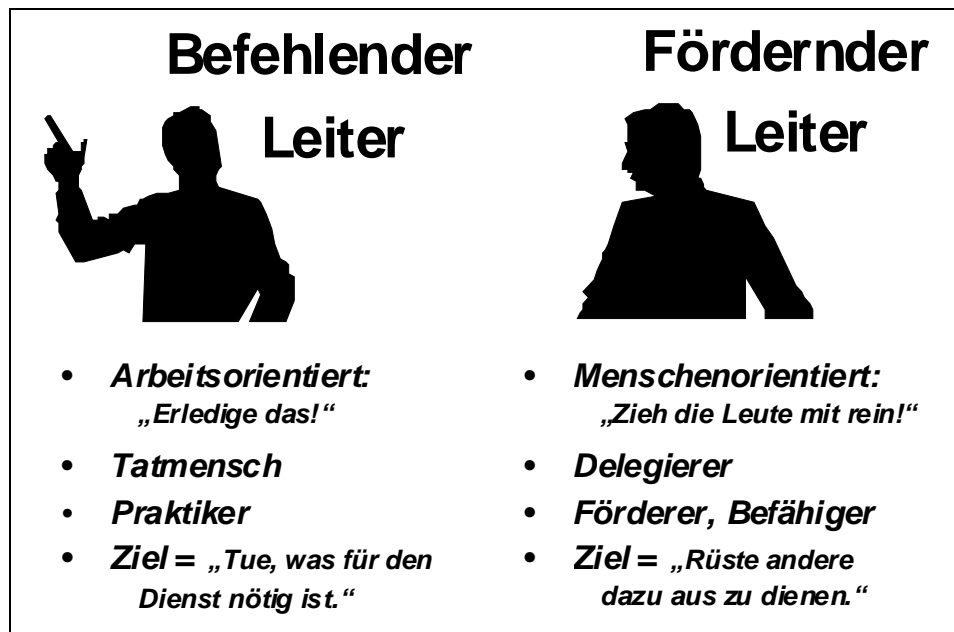 Befehlender
Leiter
• Arbeitsorientiert:
„Erledige das!“
• Tatmensch
• Praktiker
• Ziel = „Tue, was für den
Dienst nötig ist.“
Fördernder
Leiter
• Menschenorientiert:
„Zieh die Leute mit rein!“
• Delegierer
• Förderer, Befähiger
• Ziel = „Rüste andere
dazu aus zu dienen.“